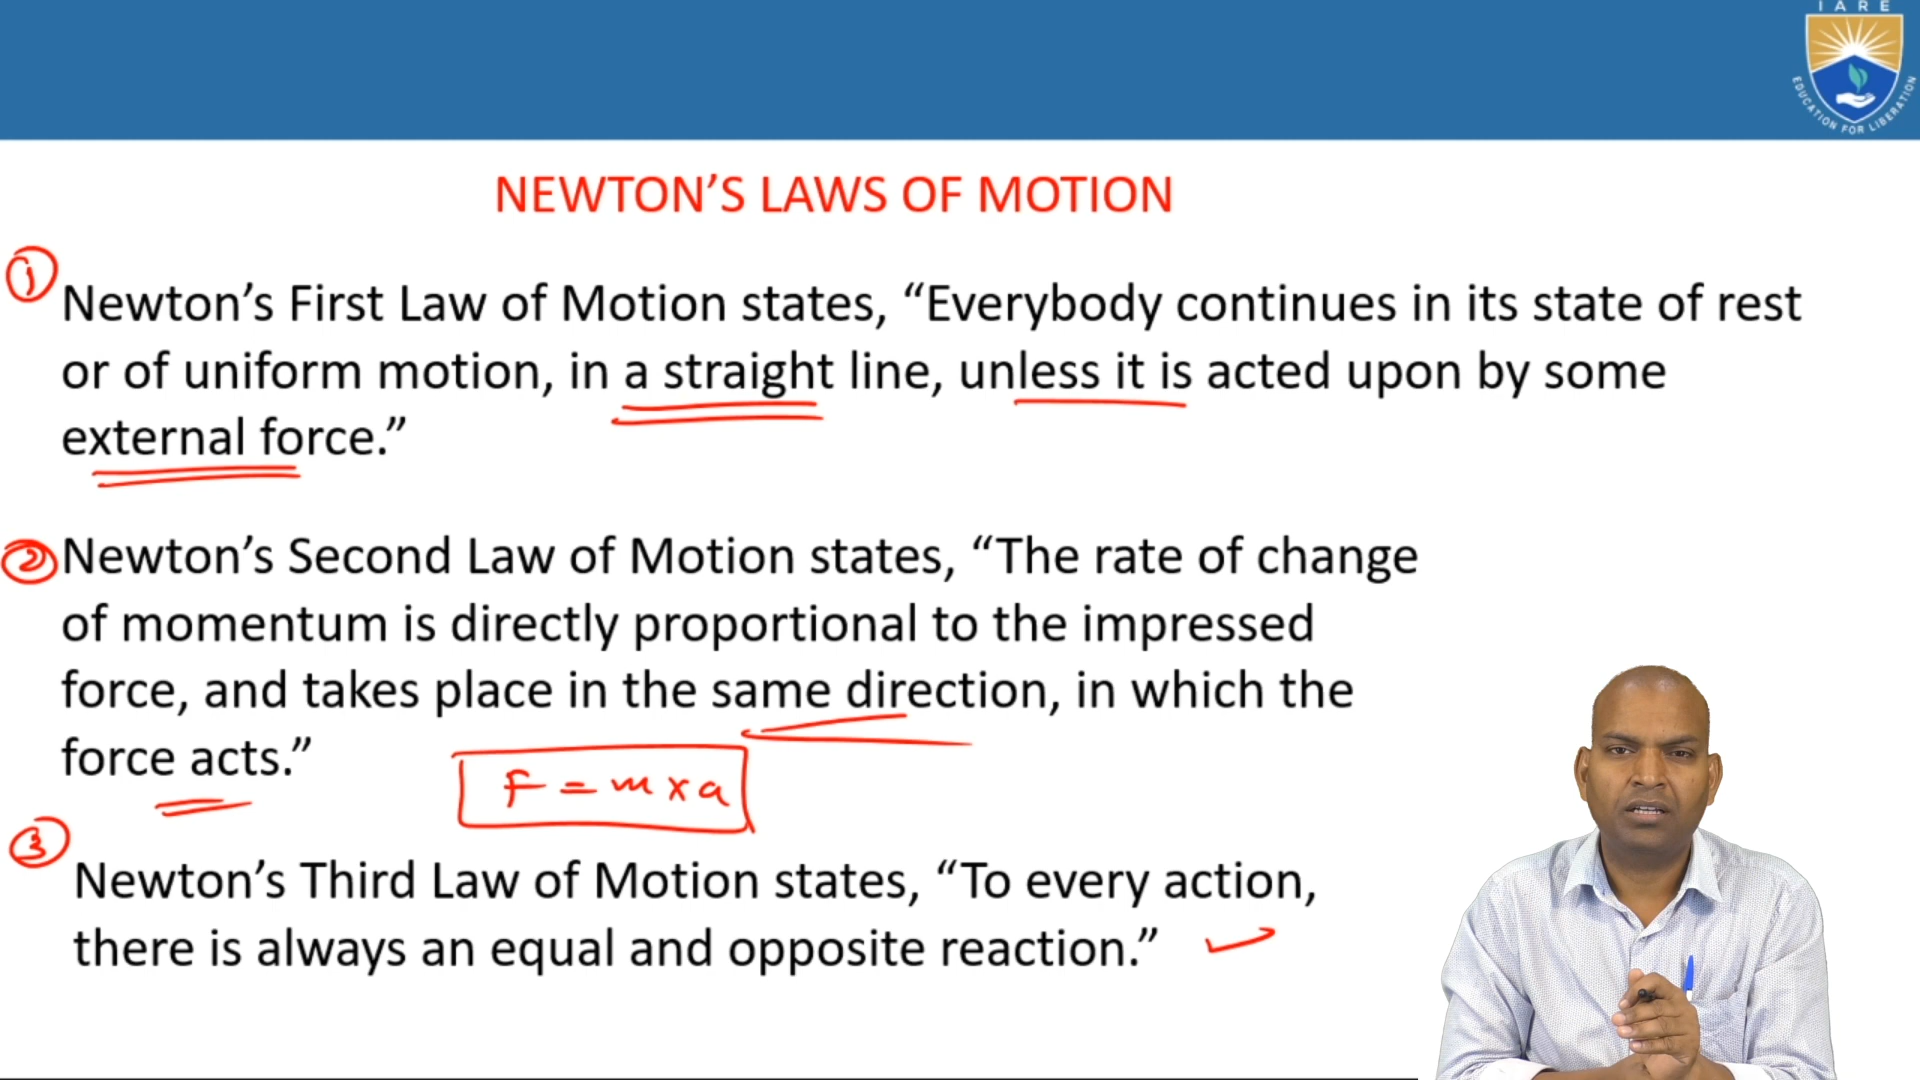 IARE
EDUCATION FOR LIBERATION
NEWTON’S LAWS OF MOTION
①
Newton’s First Law of Motion states, “Everybody continues in its state of rest
or of uniform motion, in a straight line, unless it is acted upon by some
external force.”
② Newton’s Second Law of Motion states, “The rate of change
of momentum is directly proportional to the impressed
force, and takes place in the same direction, in which the
force acts.”
F = m x a
③
Newton’s Third Law of Motion states, “To every action,
there is always an equal and opposite reaction.”